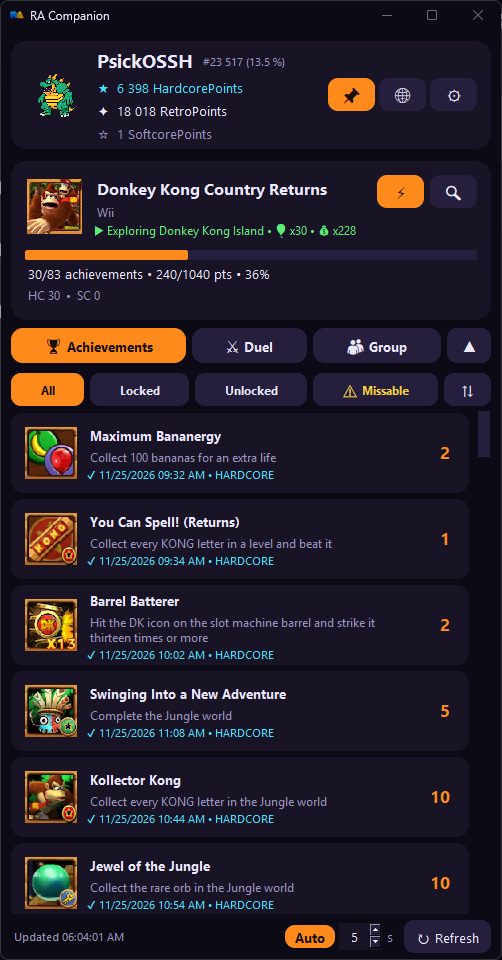 RA Companion
PsickOSSH #23 517 (13.5 %)
★ 6 398 HardcorePoints
✦ 18 018 RetroPoints
☆ 1 SoftcorePoints
Donkey Kong Country Returns
Wii
▶ Exploring Donkey Kong Island • 🎈 x30 • 💰 x228
30/83 achievements • 240/1040 pts • 36%
HC 30 • SC 0
🏆 Achievements
⚔ Duel
👥 Group
▲
All
Locked
Unlocked
⚠ Missable
Maximum Bananergy
Collect 100 bananas for an extra life
✓ 11/25/2026 09:32 AM • HARDCORE
2
KONG
You Can Spell! (Returns)
Collect every KONG letter in a level and beat it
✓ 11/25/2026 09:34 AM • HARDCORE
1
DK
x13
Barrel Batterer
Hit the DK icon on the slot machine barrel and strike it
thirteen times or more
✓ 11/25/2026 10:02 AM • HARDCORE
2
Swinging Into a New Adventure
Complete the Jungle world
✓ 11/25/2026 11:08 AM • HARDCORE
5
Kollector Kong
Collect every KONG letter in the Jungle world
✓ 11/25/2026 10:44 AM • HARDCORE
10
Jewel of the Jungle
Collect the rare orb in the Jungle world
✓ 11/25/2026 10:54 AM • HARDCORE
10
Updated 06:04:01 AM
Auto
5 s
↻ Refresh